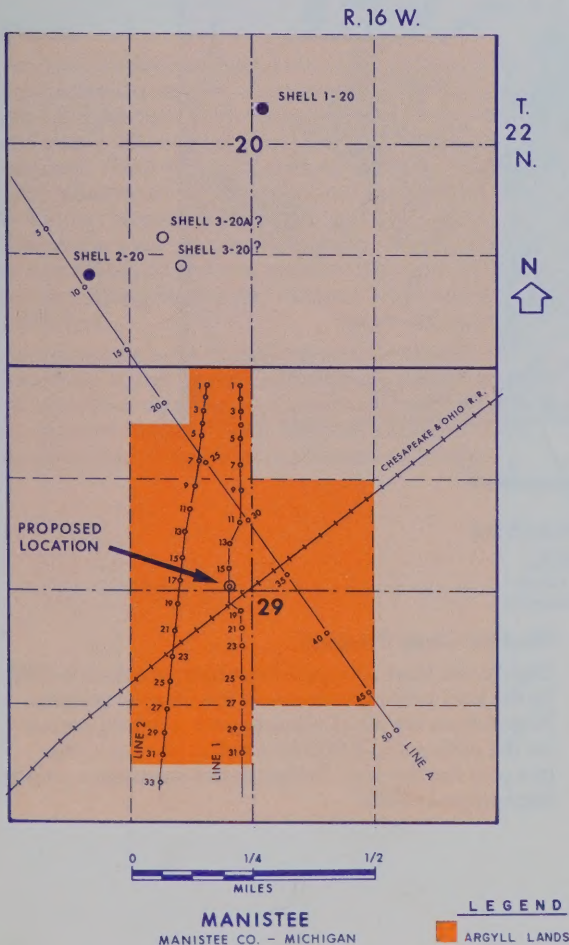 R. 16 W.
SHELL 1-20
T.
22
N.
20
SHELL 3-20A ?
SHELL 3-20 ?
SHELL 2-20
N
5
10
15
20
25
30
35
40
45
50
LINE A
CHESAPEAKE & OHIO R.R.
1
3
5
7
9
11
13
15
17
19
21
23
25
27
29
31
33
LINE 2
1
3
5
7
9
11
13
15
19
21
23
25
27
29
31
LINE 1
PROPOSED
LOCATION
29
0 1/4 1/2
MILES
MANISTEE
MANISTEE CO. – MICHIGAN
LEGEND
ARGYLL LANDS